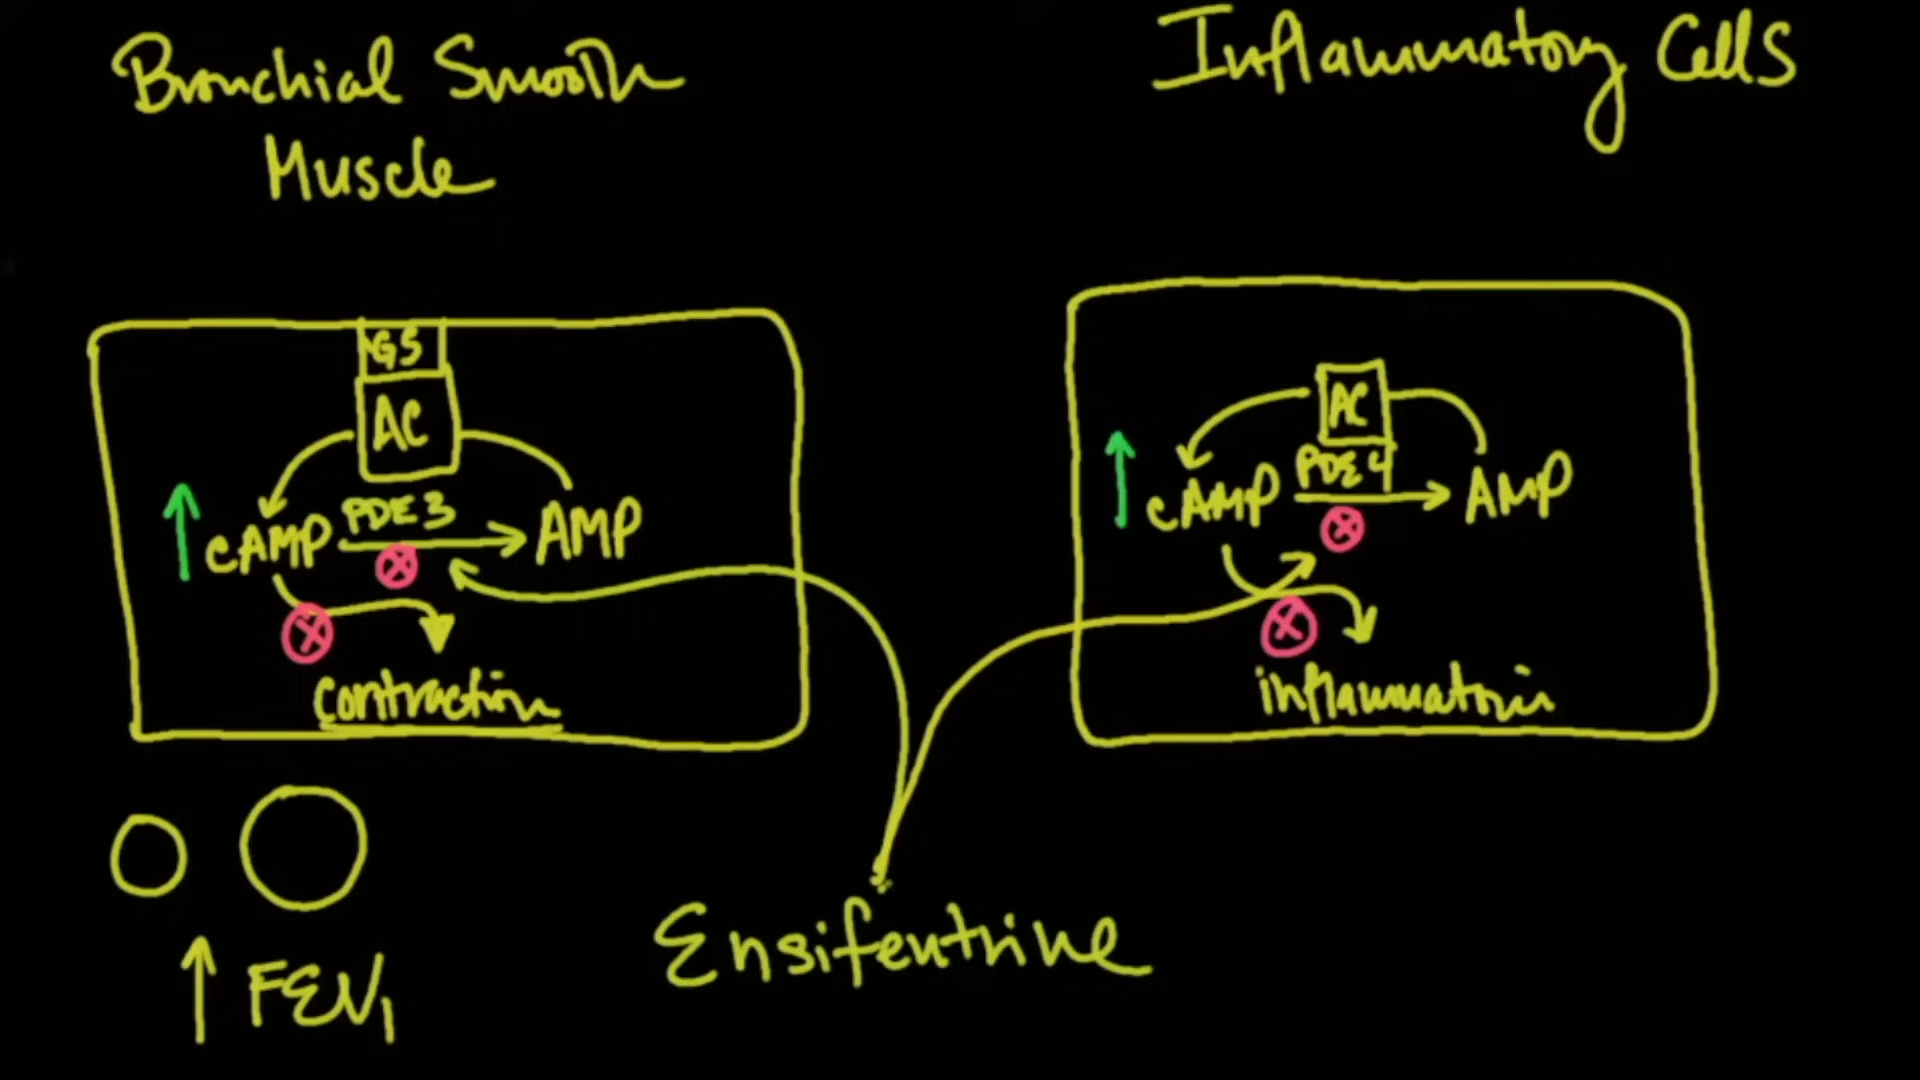 Bronchial Smooth
Muscle
Inflammatory Cells
GS
AC
cAMP PDE3 AMP
contraction
AC
cAMP PDE4 AMP
inflammation
Ensifentrine
↑ FEV1